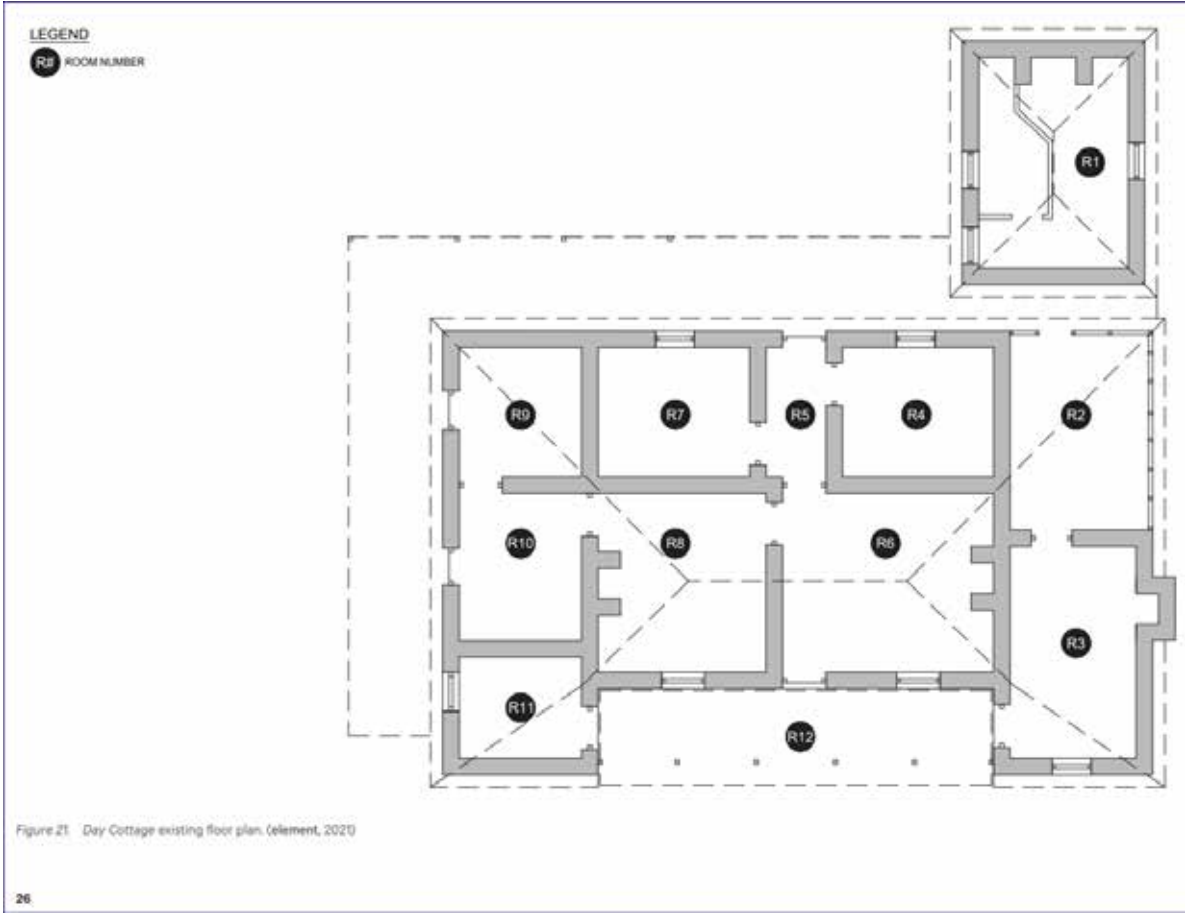 LEGEND
R# ROOM NUMBER
R1
R9
R7
R5
R4
R2
R10
R8
R6
R3
R11
R12
Figure 21. Day Cottage existing floor plan. (element, 2021)
26